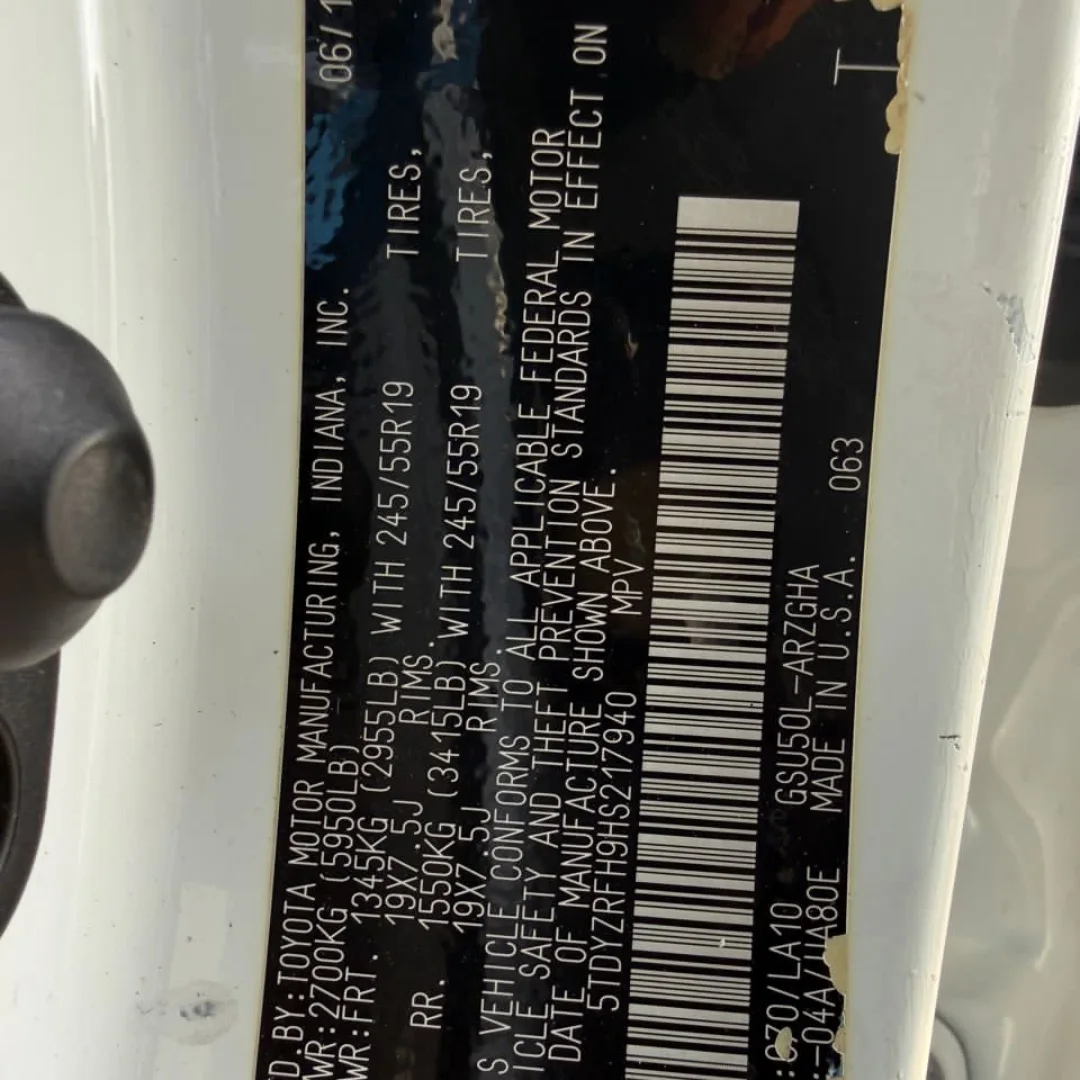 FD.BY:TOYOTA MOTOR MANUFACTURING, INDIANA, INC. 06/1
WR:2700KG (5950LB)
WR:FRT. 1345KG (2955LB) WITH 245/55R19 TIRES,
19X7.5J RIMS.
RR. 1550KG (3415LB) WITH 245/55R19 TIRES,
19X7.5J RIMS.
S VEHICLE CONFORMS TO ALL APPLICABLE FEDERAL MOTOR
ICLE SAFETY AND THEFT PREVENTION STANDARDS IN EFFECT ON
DATE OF MANUFACTURE SHOWN ABOVE.
5TDYZRFH9HS217940 MPV
:070/LA10 GSU50L-ARZGHA
:-04A/UA80E MADE IN U.S.A. 063